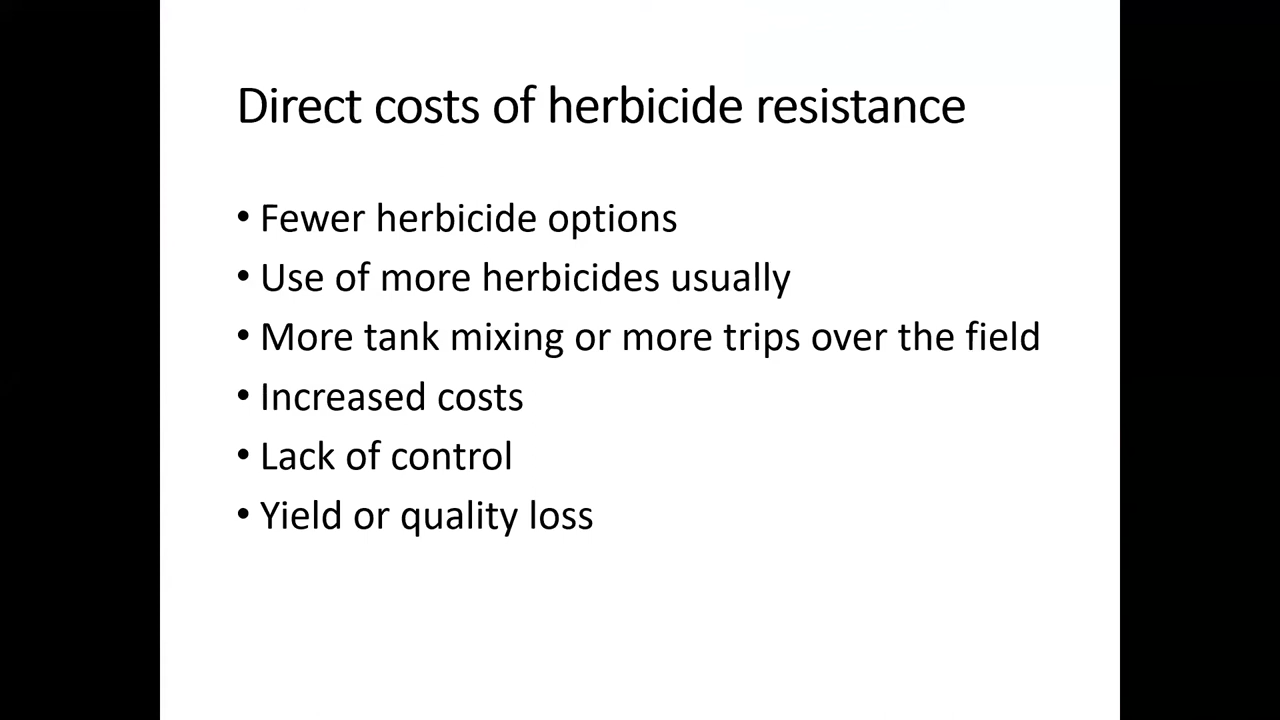 Direct costs of herbicide resistance
• Fewer herbicide options
• Use of more herbicides usually
• More tank mixing or more trips over the field
• Increased costs
• Lack of control
• Yield or quality loss